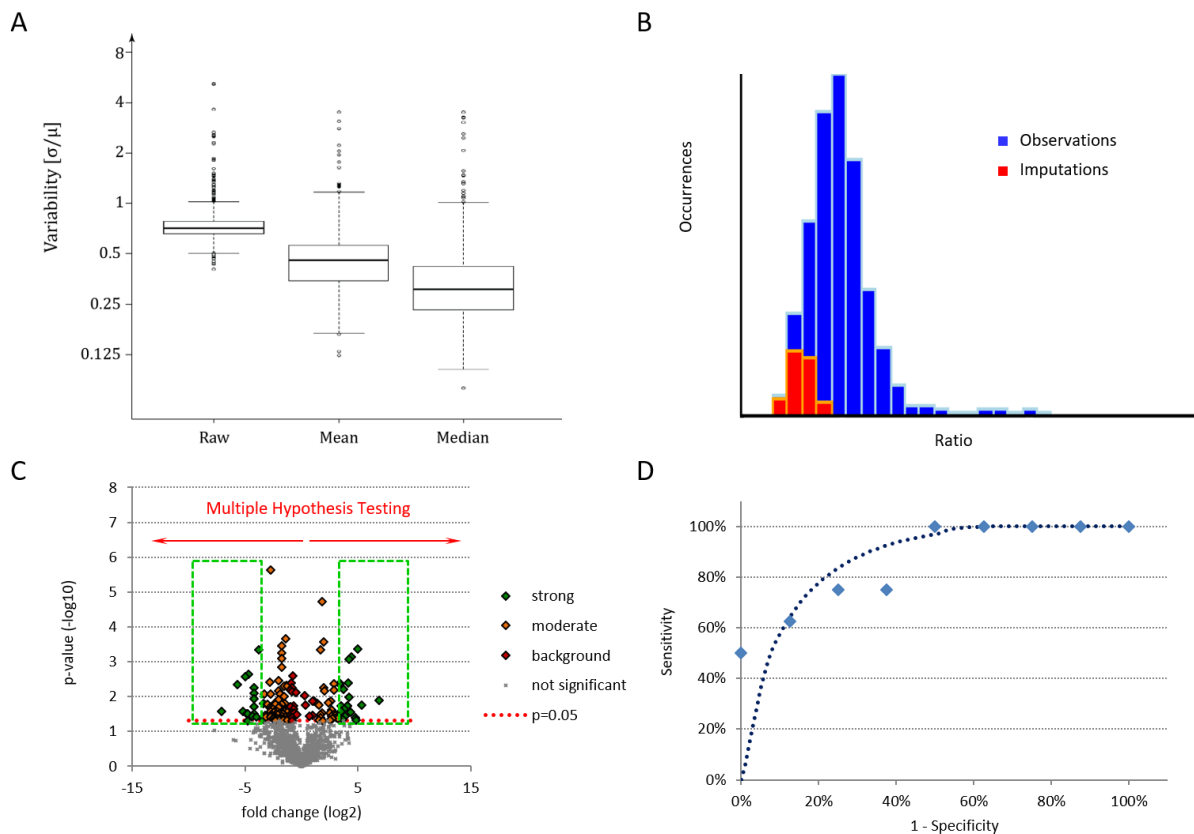 A
Variability [σ/μ]
8
4
2
1
0.5
0.25
0.125
Raw Mean Median
B
Occurrences
Observations
Imputations
Ratio
C
p-value (-log10)
8
7
6
5
4
3
2
1
0
Multiple Hypothesis Testing
-15 -5 5 15
fold change (log2)
strong
moderate
background
not significant
p=0.05
D
Sensitivity
100%
80%
60%
40%
20%
0%
0% 20% 40% 60% 80% 100%
1 - Specificity